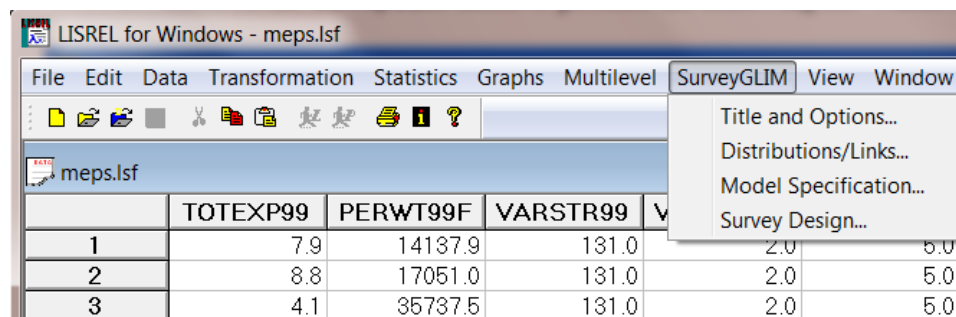 LISREL for Windows - meps.lsf
File Edit Data Transformation Statistics Graphs Multilevel SurveyGLIM View Window
Title and Options...
Distributions/Links...
Model Specification...
Survey Design...
meps.lsf
TOTEXP99 PERWT99F VARSTR99
1 7.9 14137.9 131.0 2.0 5.0
2 8.8 17051.0 131.0 2.0 5.0
3 4.1 35737.5 131.0 2.0 5.0